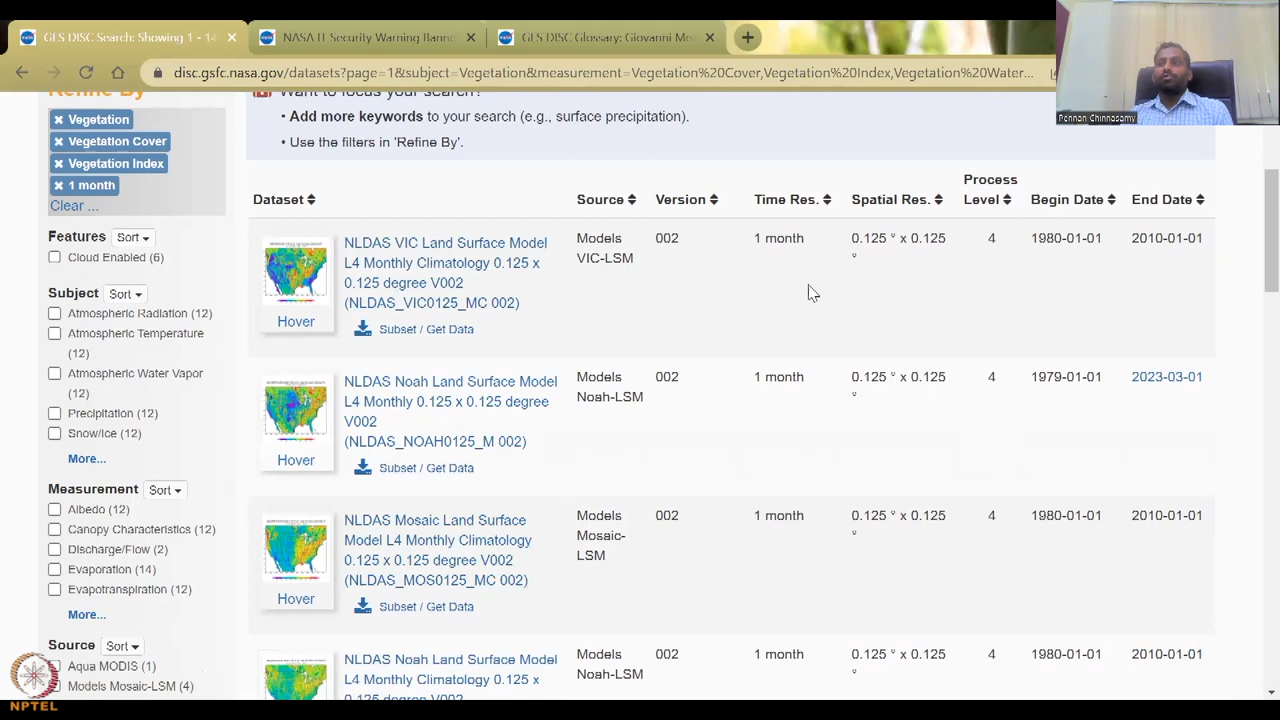 GES DISC Search: Showing 1 - 14
NASA IT Security Warning Bann
GES DISC Glossary: Giovanni Me
disc.gsfc.nasa.gov/datasets?page=1&subject=Vegetation&measurement=Vegetation%20Cover,Vegetation%20Index,Vegetation%20Water...
Pennan Chinnasamy
Refine By
Want to focus your search?
• Add more keywords to your search (e.g., surface precipitation).
• Use the filters in 'Refine By'.
Vegetation
Vegetation Cover
Vegetation Index
1 month
Clear ...
Features Sort
Cloud Enabled (6)
Subject Sort
Atmospheric Radiation (12)
Atmospheric Temperature
(12)
Atmospheric Water Vapor
(12)
Precipitation (12)
Snow/Ice (12)
More...
Measurement Sort
Albedo (12)
Canopy Characteristics (12)
Discharge/Flow (2)
Evaporation (14)
Evapotranspiration (12)
More...
Source Sort
Aqua MODIS (1)
Models Mosaic-LSM (4)
NPTEL
Dataset Source Version Time Res. Spatial Res. Process Level Begin Date End Date
NLDAS VIC Land Surface Model
L4 Monthly Climatology 0.125 x
0.125 degree V002
(NLDAS_VIC0125_MC 002)
Hover
Subset / Get Data
Models
VIC-LSM
002
1 month
0.125 ° x 0.125
°
4
1980-01-01
2010-01-01
NLDAS Noah Land Surface Model
L4 Monthly 0.125 x 0.125 degree
V002
(NLDAS_NOAH0125_M 002)
Hover
Subset / Get Data
Models
Noah-LSM
002
1 month
0.125 ° x 0.125
°
4
1979-01-01
2023-03-01
NLDAS Mosaic Land Surface
Model L4 Monthly Climatology
0.125 x 0.125 degree V002
(NLDAS_MOS0125_MC 002)
Hover
Subset / Get Data
Models
Mosaic-
LSM
002
1 month
0.125 ° x 0.125
°
4
1980-01-01
2010-01-01
NLDAS Noah Land Surface Model
L4 Monthly Climatology 0.125 x
0.125 degree V002
Models
Noah-LSM
002
1 month
0.125 ° x 0.125
°
4
1980-01-01
2010-01-01